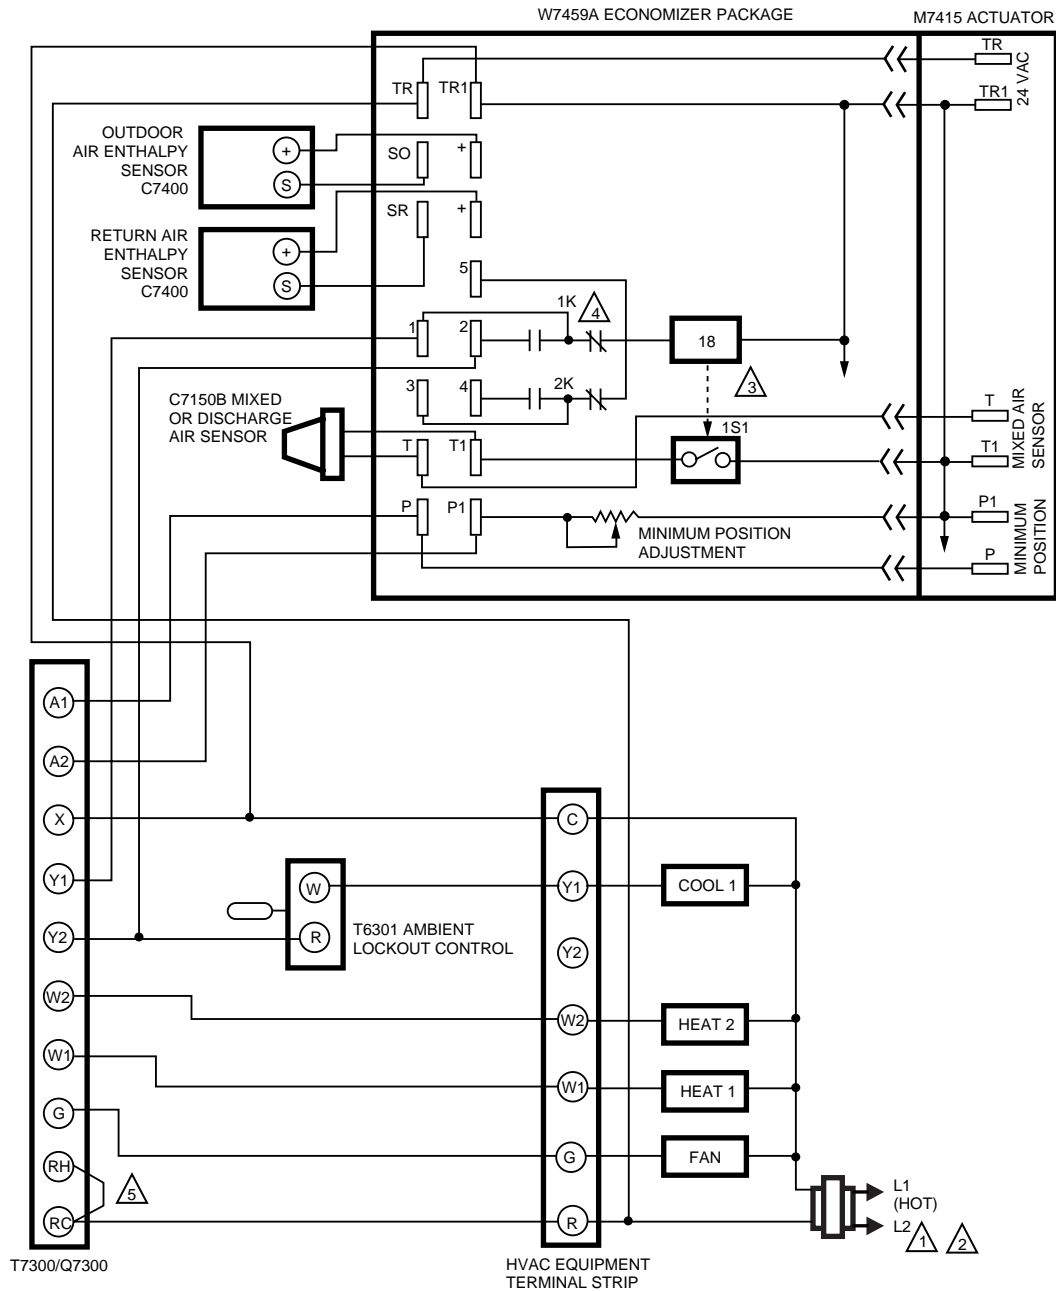 W7459A ECONOMIZER PACKAGE
M7415 ACTUATOR
TR
TR1
24 VAC
TR
TR1
OUTDOOR
AIR ENTHALPY
SENSOR
C7400
+
S
SO
+
RETURN AIR
ENTHALPY
SENSOR
C7400
+
S
SR
+
5
1K
4
1
2
18
3
3
4
2K
C7150B MIXED
OR DISCHARGE
AIR SENSOR
T
T1
1S1
T
T1
MIXED AIR
SENSOR
P
P1
MINIMUM POSITION
ADJUSTMENT
P1
P
MINIMUM
POSITION
A1
A2
X
Y1
Y2
W2
W1
G
RH
RC
5
T7300/Q7300
W
R
T6301 AMBIENT
LOCKOUT CONTROL
C
Y1
Y2
W2
W1
G
R
HVAC EQUIPMENT
TERMINAL STRIP
COOL 1
HEAT 2
HEAT 1
FAN
L1
(HOT)
L2
1
2